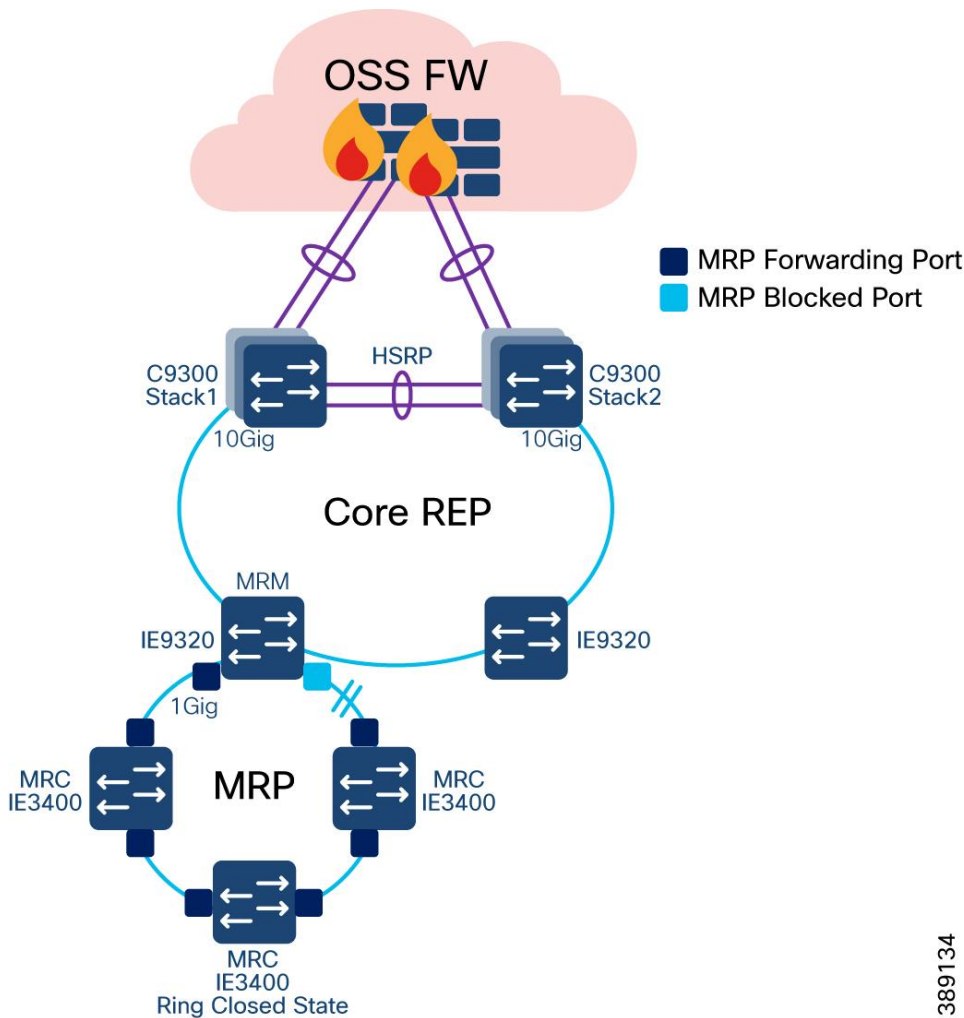 OSS FW
MRP Forwarding Port
MRP Blocked Port
HSRP
C9300
Stack1
C9300
Stack2
10Gig
10Gig
Core REP
MRM
IE9320
IE9320
1Gig
MRC
IE3400
MRP
MRC
IE3400
MRC
IE3400
Ring Closed State
389134